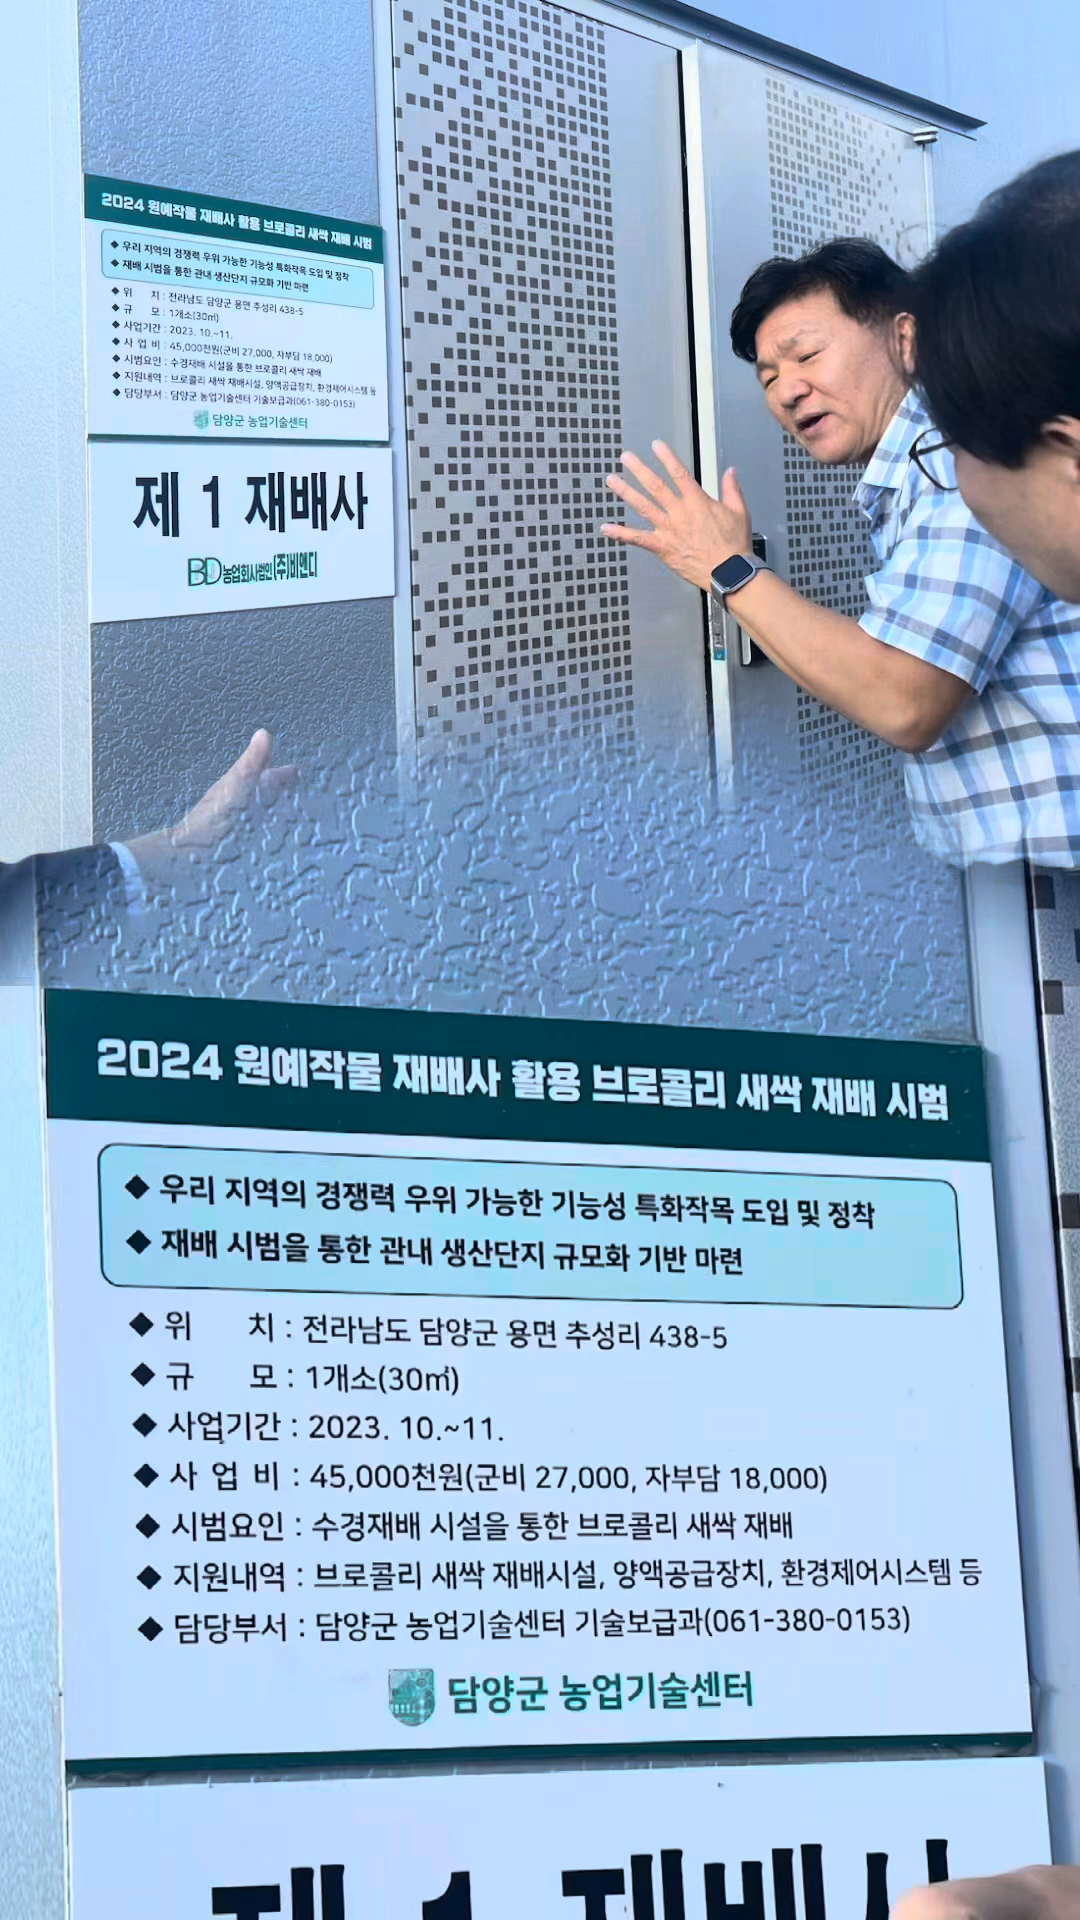 2024 원예작물 재배사 활용 브로콜리 새싹 재배 시범
◆ 우리 지역의 경쟁력 우위 가능한 기능성 특화작목 도입 및 정착
◆ 재배 시범을 통한 관내 생산단지 규모화 기반 마련
◆ 위 치 : 전라남도 담양군 용면 추성리 438-5
◆ 규 모 : 1개소(30㎡)
◆ 사업기간 : 2023. 10.~11.
◆ 사 업 비 : 45,000천원(군비 27,000, 자부담 18,000)
◆ 시범요인 : 수경재배 시설을 통한 브로콜리 새싹 재배
◆ 지원내역 : 브로콜리 새싹 재배시설, 양액공급장치, 환경제어시스템 등
◆ 담당부서 : 담양군 농업기술센터 기술보급과(061-380-0153)
담양군 농업기술센터
제 1 재배사
BD 농업회사법인 (주)비앤디
2024 원예작물 재배사 활용 브로콜리 새싹 재배 시범
◆ 우리 지역의 경쟁력 우위 가능한 기능성 특화작목 도입 및 정착
◆ 재배 시범을 통한 관내 생산단지 규모화 기반 마련
◆ 위 치 : 전라남도 담양군 용면 추성리 438-5
◆ 규 모 : 1개소(30㎡)
◆ 사업기간 : 2023. 10.~11.
◆ 사 업 비 : 45,000천원(군비 27,000, 자부담 18,000)
◆ 시범요인 : 수경재배 시설을 통한 브로콜리 새싹 재배
◆ 지원내역 : 브로콜리 새싹 재배시설, 양액공급장치, 환경제어시스템 등
◆ 담당부서 : 담양군 농업기술센터 기술보급과(061-380-0153)
담양군 농업기술센터
제 1 재배사